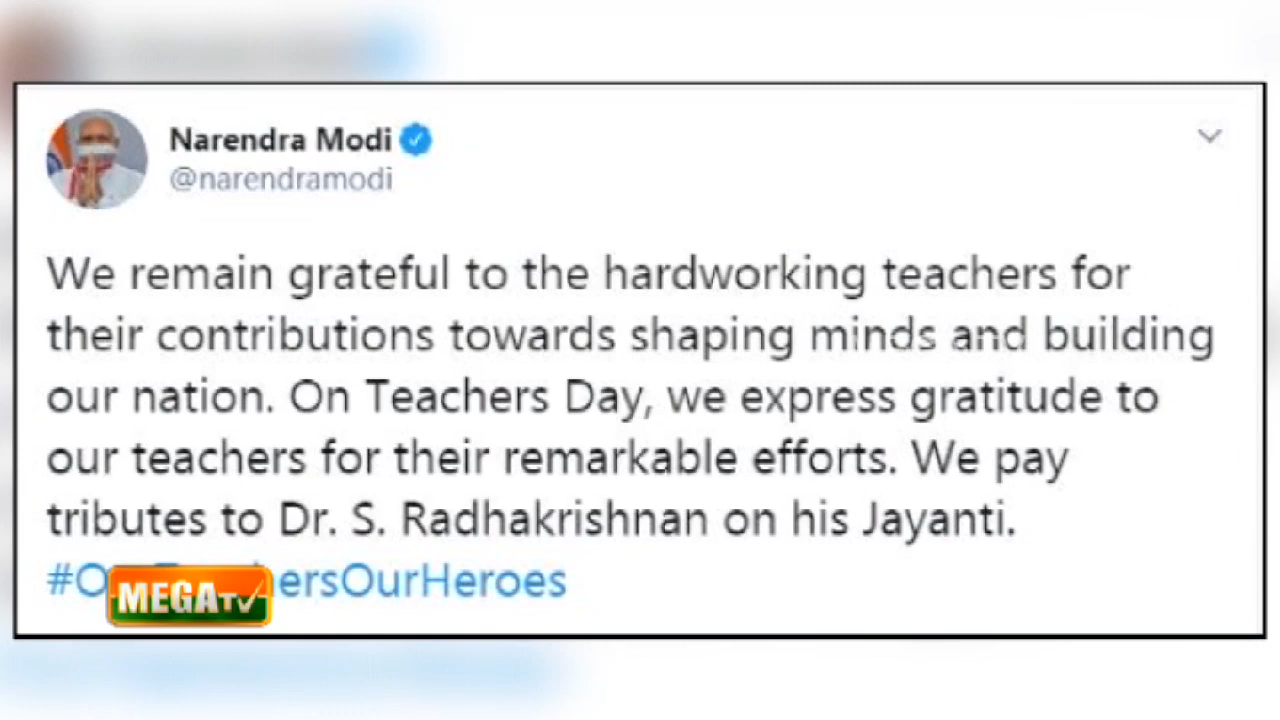 Narendra Modi
@narendramodi
We remain grateful to the hardworking teachers for
their contributions towards shaping minds and building
our nation. On Teachers Day, we express gratitude to
our teachers for their remarkable efforts. We pay
tributes to Dr. S. Radhakrishnan on his Jayanti.
ersOurHeroes
MEGATV